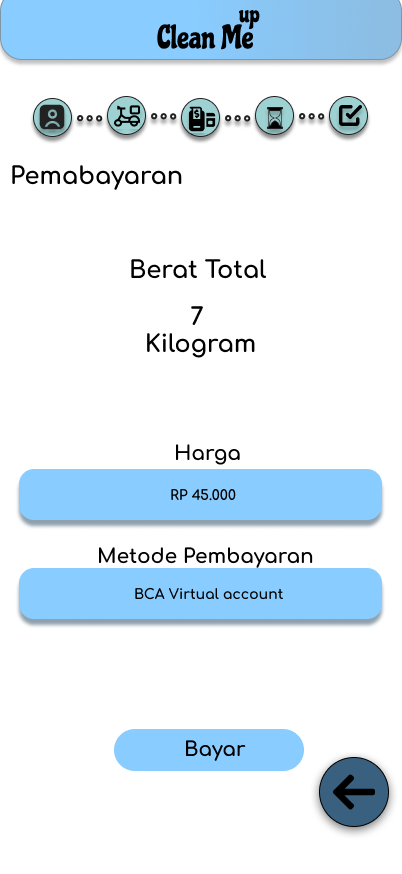 up
Clean Me
Pemabayaran
Berat Total
7
Kilogram
Harga
RP 45.000
Metode Pembayaran
BCA Virtual account
Bayar